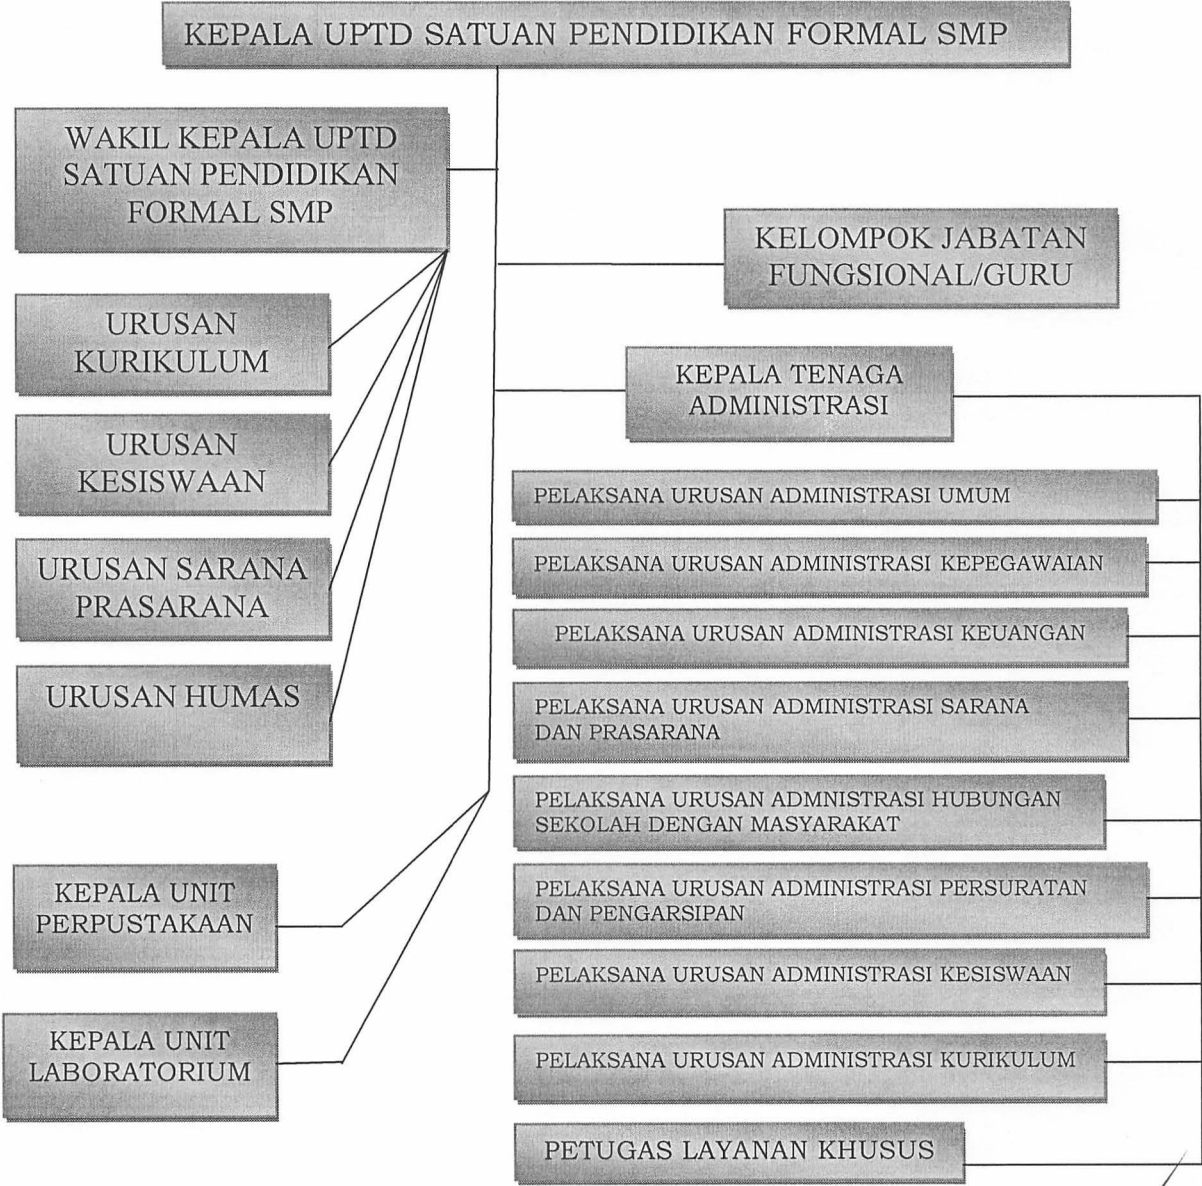 KEPALA UPTD SATUAN PENDIDIKAN FORMAL SMP
WAKIL KEPALA UPTD
SATUAN PENDIDIKAN
FORMAL SMP
KELOMPOK JABATAN
FUNGSIONAL/GURU
URUSAN
KURIKULUM
URUSAN
KESISWAAN
URUSAN SARANA
PRASARANA
URUSAN HUMAS
KEPALA UNIT
PERPUSTAKAAN
KEPALA UNIT
LABORATORIUM
KEPALA TENAGA
ADMINISTRASI
PELAKSANA URUSAN ADMINISTRASI UMUM
PELAKSANA URUSAN ADMINISTRASI KEPEGAWAIAN
PELAKSANA URUSAN ADMINISTRASI KEUANGAN
PELAKSANA URUSAN ADMINISTRASI SARANA
DAN PRASARANA
PELAKSANA URUSAN ADMNISTRASI HUBUNGAN
SEKOLAH DENGAN MASYARAKAT
PELAKSANA URUSAN ADMINISTRASI PERSURATAN
DAN PENGARSIPAN
PELAKSANA URUSAN ADMINISTRASI KESISWAAN
PELAKSANA URUSAN ADMINISTRASI KURIKULUM
PETUGAS LAYANAN KHUSUS